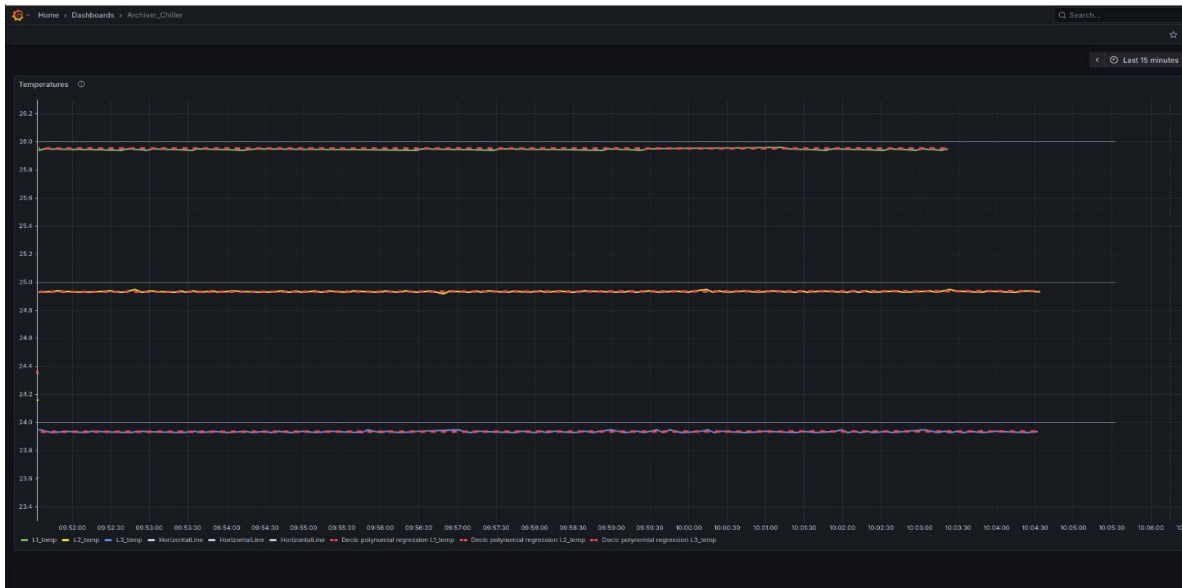 Home › Dashboards › Archiver_Chiller
Search...
Last 15 minutes
Temperatures
26.2
26.0
25.8
25.6
25.4
25.2
25.0
24.8
24.6
24.4
24.2
24.0
23.8
23.6
23.4
09:52:00 09:52:30 09:53:00 09:53:30 09:54:00 09:54:30 09:55:00 09:55:30 09:56:00 09:56:30 09:57:00 09:57:30 09:58:00 09:58:30 09:59:00 09:59:30 10:00:00 10:00:30 10:01:00 10:01:30 10:02:00 10:02:30 10:03:00 10:03:30 10:04:00 10:04:30 10:05:00 10:05:30 10:06:00
L1_temp L2_temp L3_temp HorizontalLine HorizontalLine HorizontalLine Decic polynomial regression L1_temp Decic polynomial regression L2_temp Decic polynomial regression L3_temp